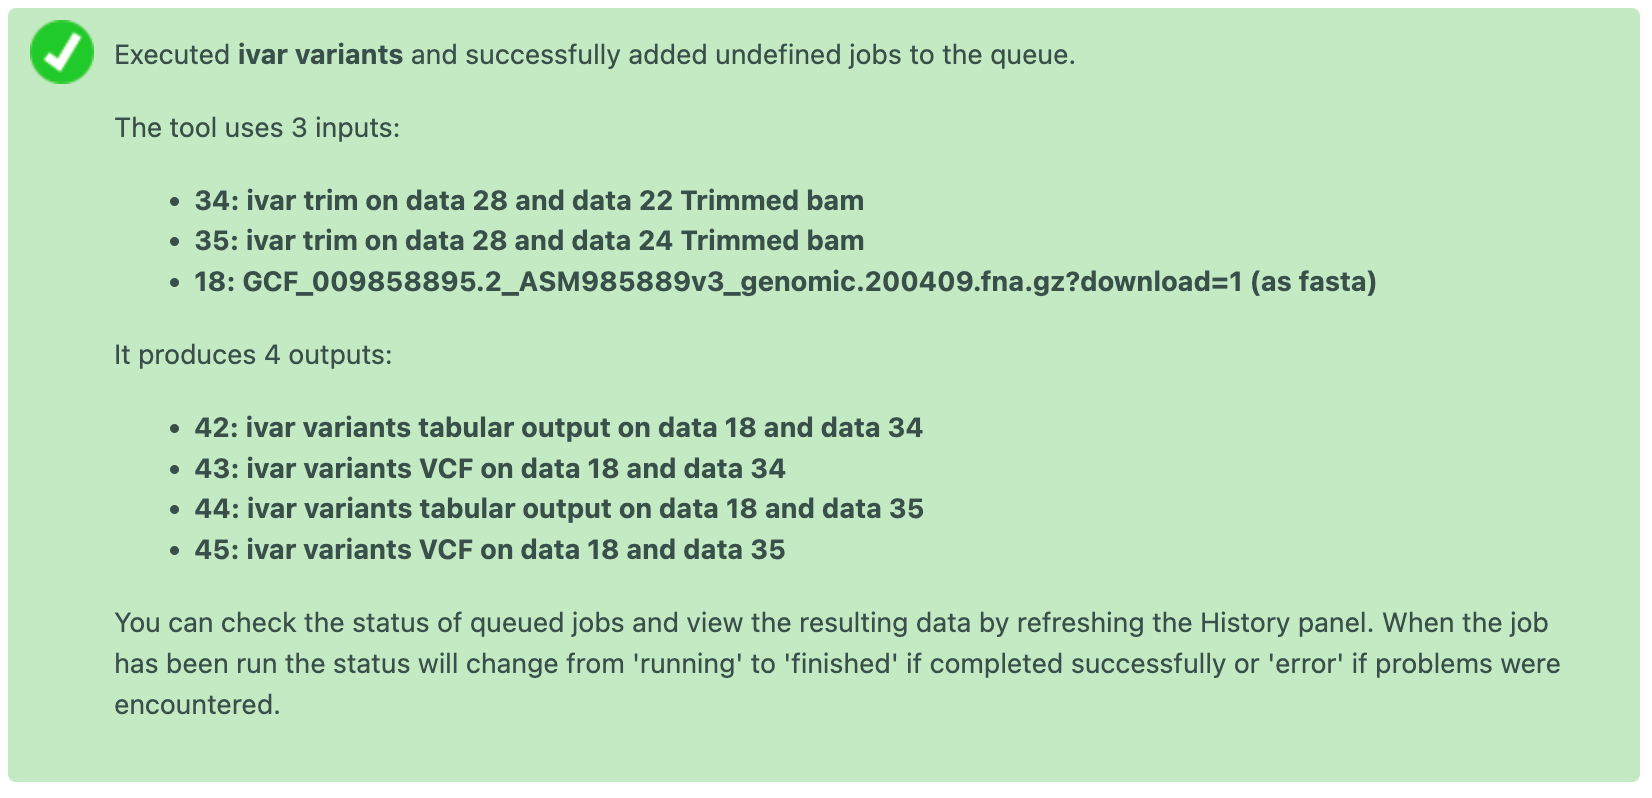 Executed ivar variants and successfully added undefined jobs to the queue.
The tool uses 3 inputs:
• 34: ivar trim on data 28 and data 22 Trimmed bam
• 35: ivar trim on data 28 and data 24 Trimmed bam
• 18: GCF_009858895.2_ASM985889v3_genomic.200409.fna.gz?download=1 (as fasta)
It produces 4 outputs:
• 42: ivar variants tabular output on data 18 and data 34
• 43: ivar variants VCF on data 18 and data 34
• 44: ivar variants tabular output on data 18 and data 35
• 45: ivar variants VCF on data 18 and data 35
You can check the status of queued jobs and view the resulting data by refreshing the History panel. When the job
has been run the status will change from 'running' to 'finished' if completed successfully or 'error' if problems were
encountered.